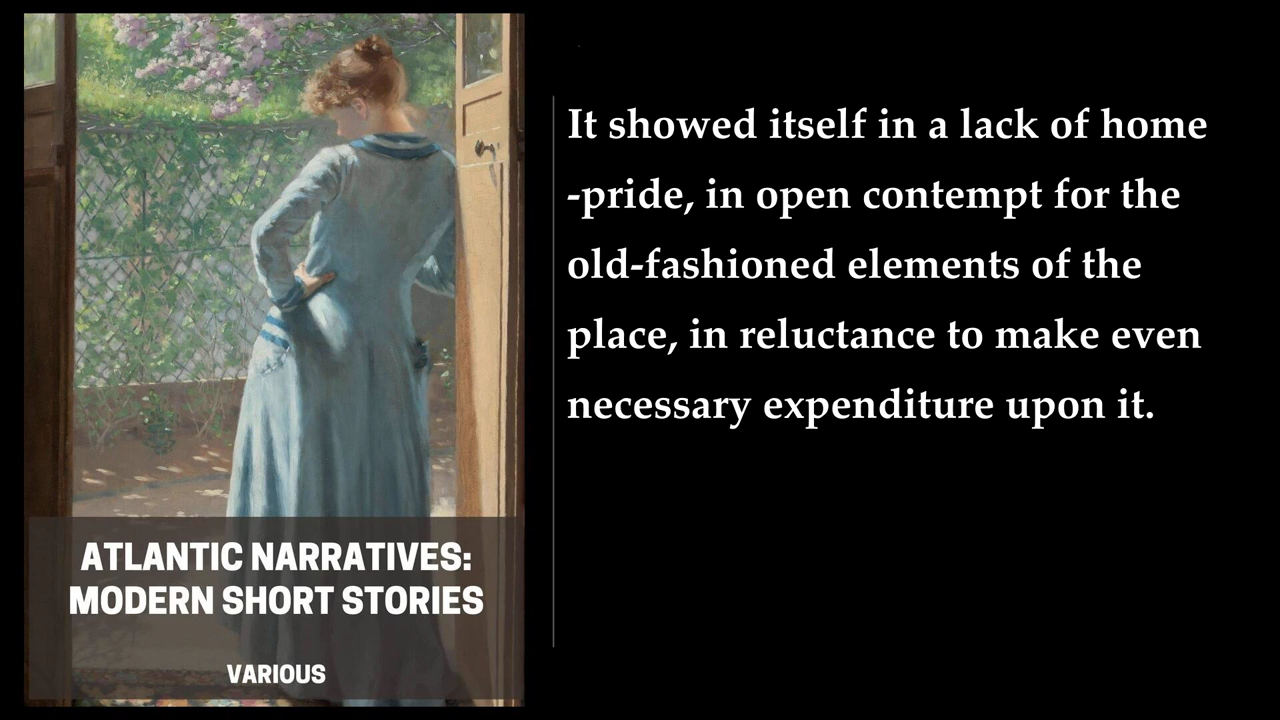 It showed itself in a lack of home
-pride, in open contempt for the
old-fashioned elements of the
place, in reluctance to make even
necessary expenditure upon it.
ATLANTIC NARRATIVES:
MODERN SHORT STORIES
VARIOUS